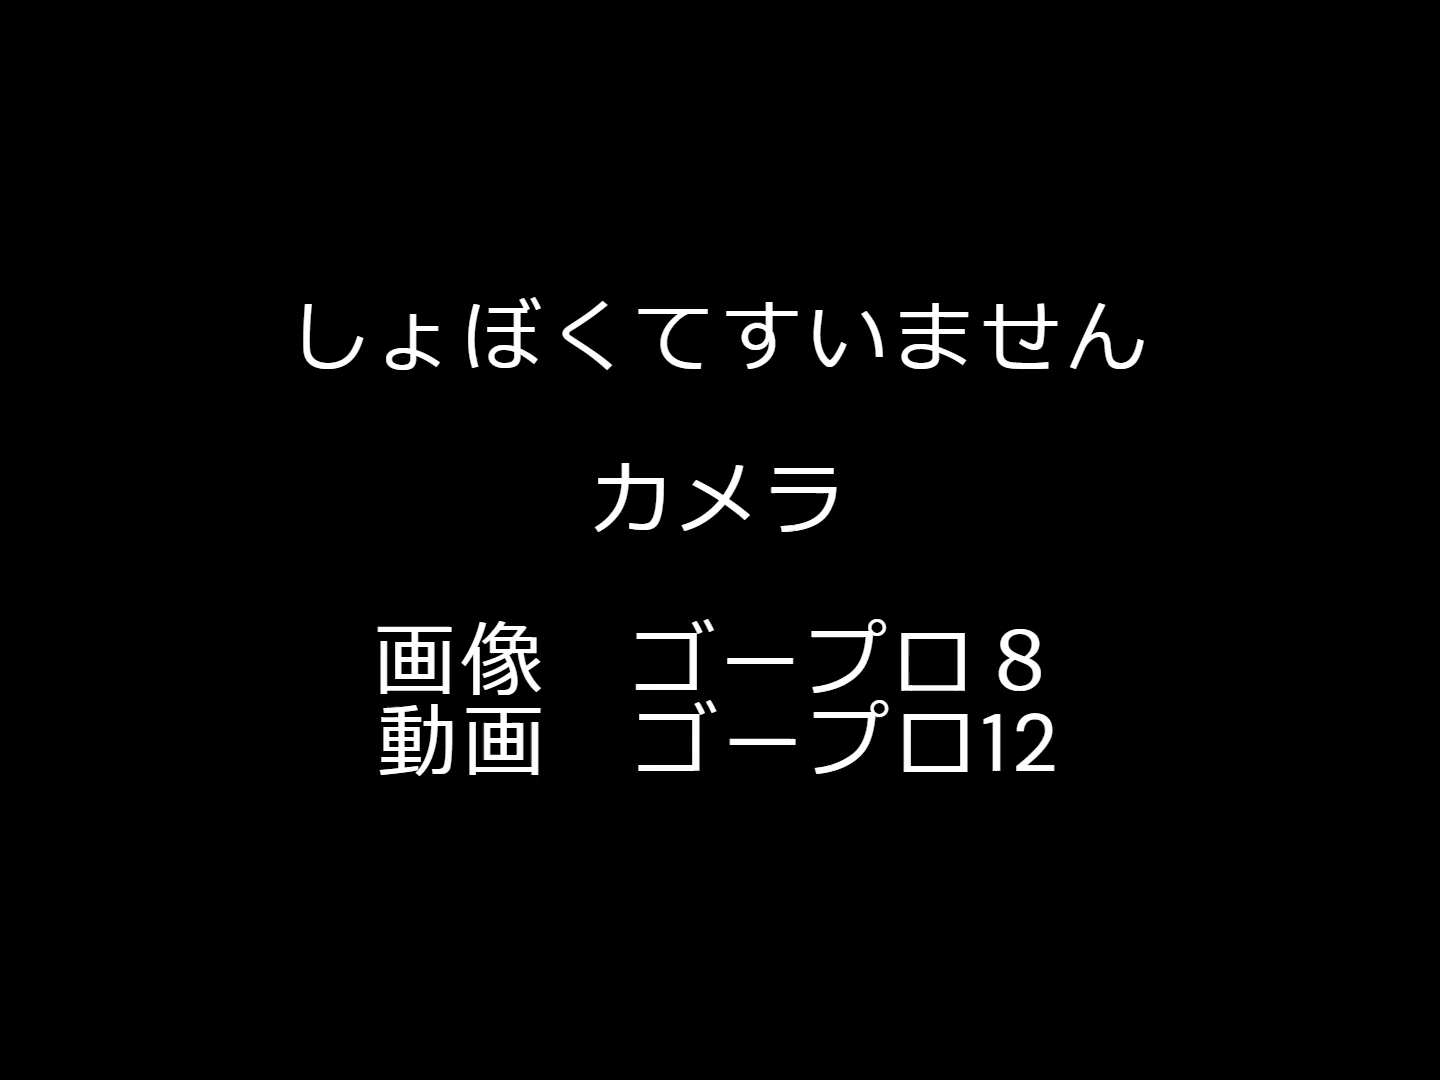 しょぼくてすいません
カメラ
画像　ゴープロ８
動画　ゴープロ12